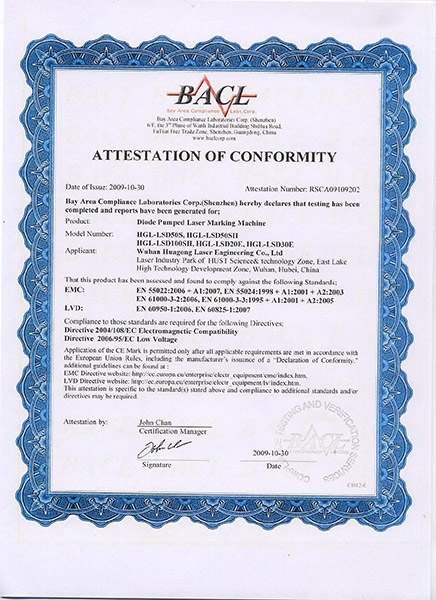 BACL
Bay Area Compliance Labs Corp.
Bay Area Compliance Laboratories Corp. (Shenzhen)
6/F, the 3rd Phase of Wanli Industrial Building ShiHua Road,
FuTian Free Trade Zone, Shenzhen, Guangdong, China
www.baclcorp.com
ATTESTATION OF CONFORMITY
Date of Issue: 2009-10-30 Attestation Number: RSCA09109202
Bay Area Compliance Laboratories Corp.(Shenzhen) hereby declares that testing has been
completed and reports have been generated for:
Product: Diode Pumped Laser Marking Machine
Model Number: HGL-LSD50S, HGL-LSD50SH
HGL-LSD100SH, HGL-LSD20E, HGL-LSD30E
Applicant: Wuhan Huagong Laser Engineering Co., Ltd
Laser Industry Park of HUST Science& technology Zone, East Lake
High Technology Development Zone, Wuhan, Hubei, China
That this product has been assessed and found to comply against the following Standards:
EMC: EN 55022:2006 + A1:2007, EN 55024:1998 + A1:2001 + A2:2003
EN 61000-3-2:2006, EN 61000-3-3:1995 + A1:2001 + A2:2005
LVD: EN 60950-1:2006, EN 60825-1:2007
Compliance to those standards are required for the following Directives:
Directive 2004/108/EC Electromagnetic Compatibility
Directive 2006/95/EC Low Voltage
Application of the CE Mark is permitted only after all applicable requirements are met in accordance with
the European Union Rules, including the manufacturer's issuance of a "Declaration of Conformity."
additional guidelines can be found at :
EMC Directive website: http://ec.europa.eu/enterprise/electr_equipment/emc/index.htm.
LVD Directive website: http://ec.europa.eu/enterprise/electr_equipment/lv/index.htm.
This attestation is specific to the standard(s) stated above and compliance to additional standards and/or
directives may be required.
Attestation by: John Chan
Certification Manager
John
Signature
2009-10-30
Date
TESTING AND VERIFICATION SERVICES
BACL